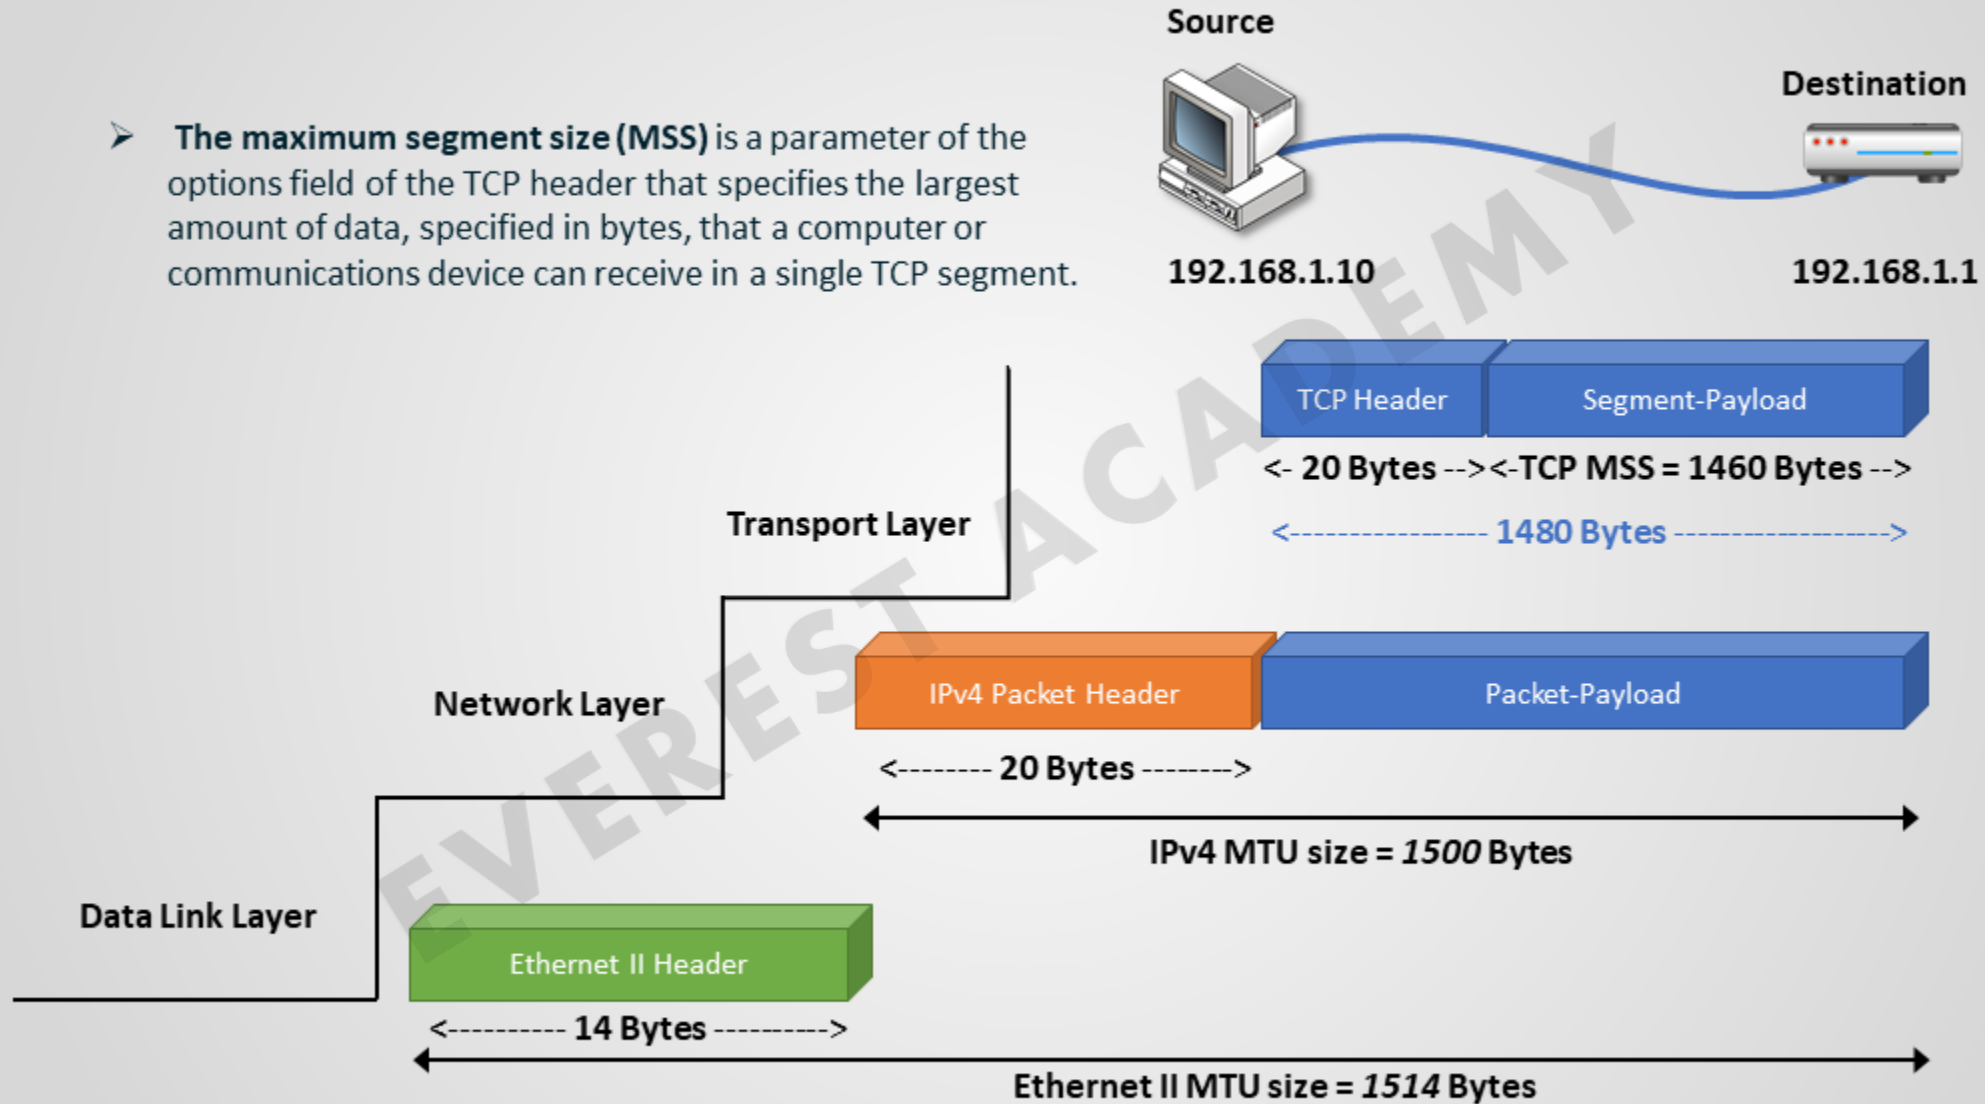 Source
Destination
➢ The maximum segment size (MSS) is a parameter of the
options field of the TCP header that specifies the largest
amount of data, specified in bytes, that a computer or
communications device can receive in a single TCP segment.
192.168.1.10
192.168.1.1
TCP Header
Segment-Payload
<- 20 Bytes --><-TCP MSS = 1460 Bytes -->
Transport Layer
<----------------- 1480 Bytes ------------------>
Network Layer
IPv4 Packet Header
Packet-Payload
<-------- 20 Bytes -------->
IPv4 MTU size = 1500 Bytes
Data Link Layer
Ethernet II Header
<---------- 14 Bytes ---------->
Ethernet II MTU size = 1514 Bytes
EVEREST ACADEMY